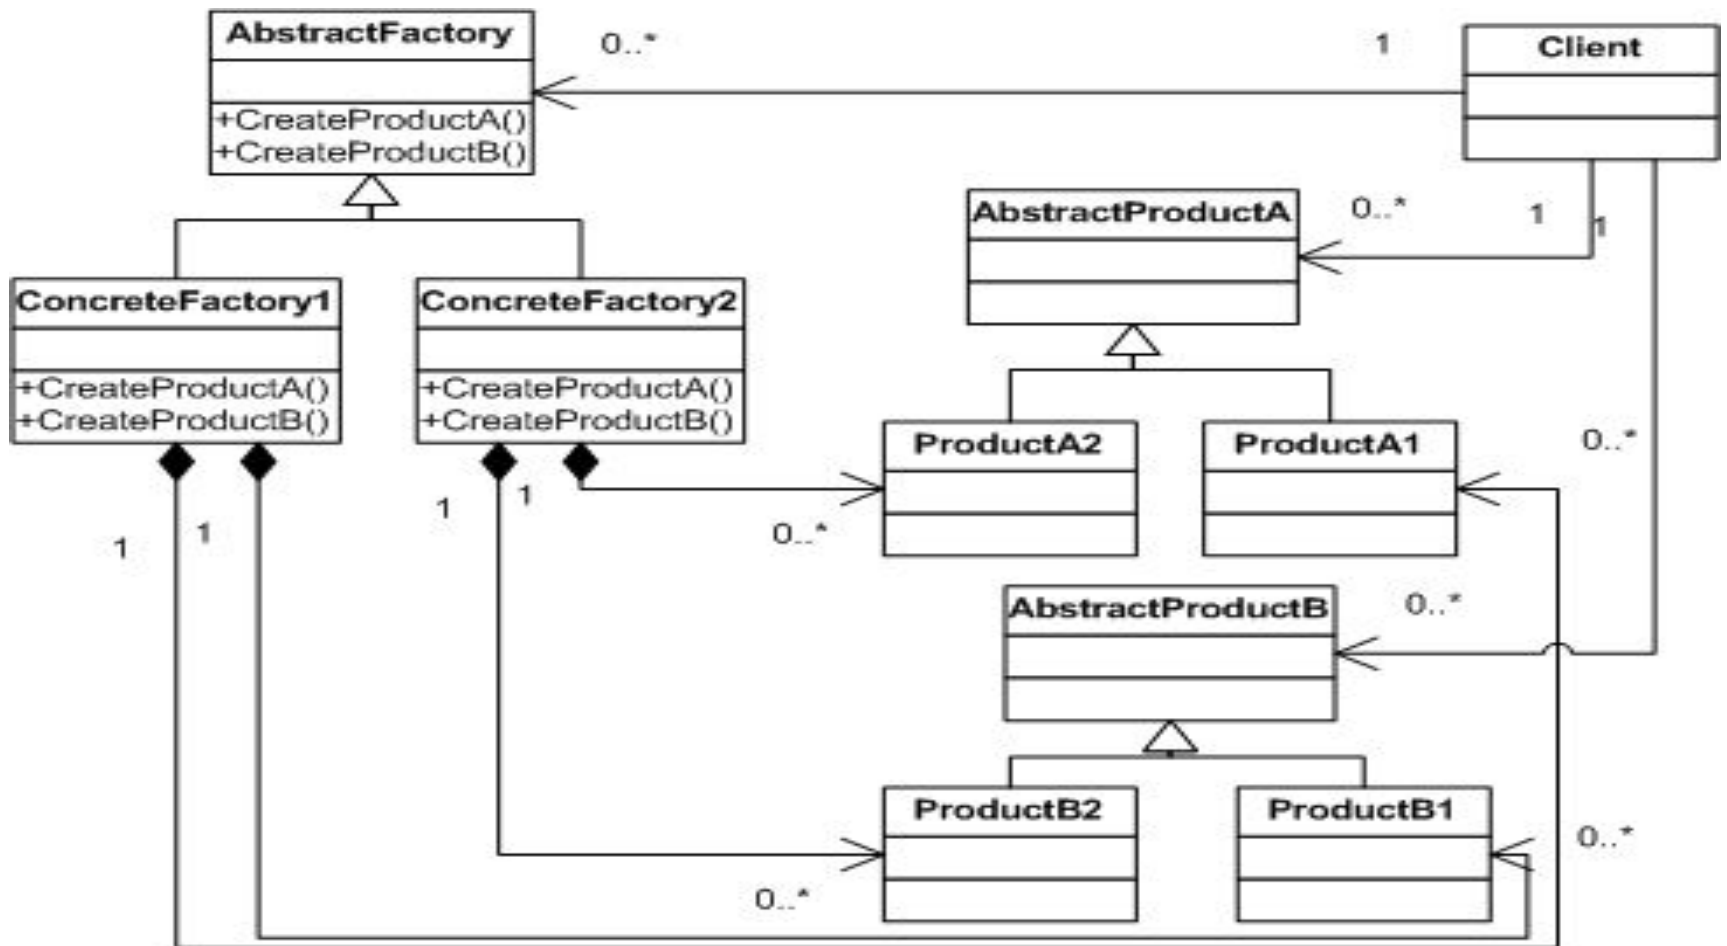 AbstractFactory
+CreateProductA()
+CreateProductB()
0..*
1
Client
AbstractProductA
0..*
1
1
ConcreteFactory1
+CreateProductA()
+CreateProductB()
ConcreteFactory2
+CreateProductA()
+CreateProductB()
ProductA2
ProductA1
0..*
1
1
1
1
0..*
AbstractProductB
0..*
ProductB2
ProductB1
0..*
0..*